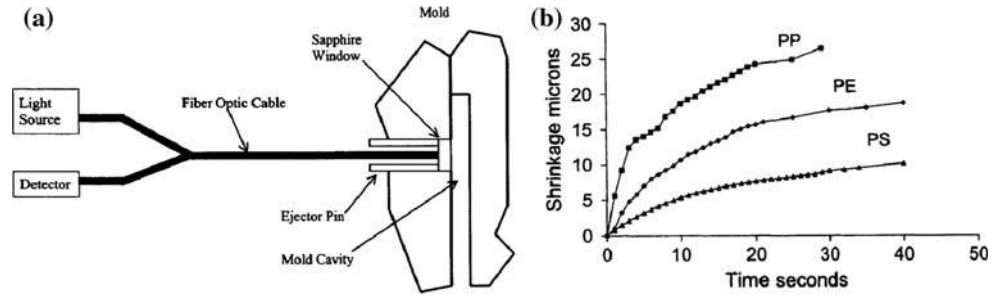 (a)
Mold
Sapphire
Window
Light
Source
Fiber Optic Cable
Detector
Ejector Pin
Mold Cavity
(b)
Shrinkage microns
30
25
20
15
10
5
0
PP
PE
PS
0
10
20
30
40
50
Time seconds